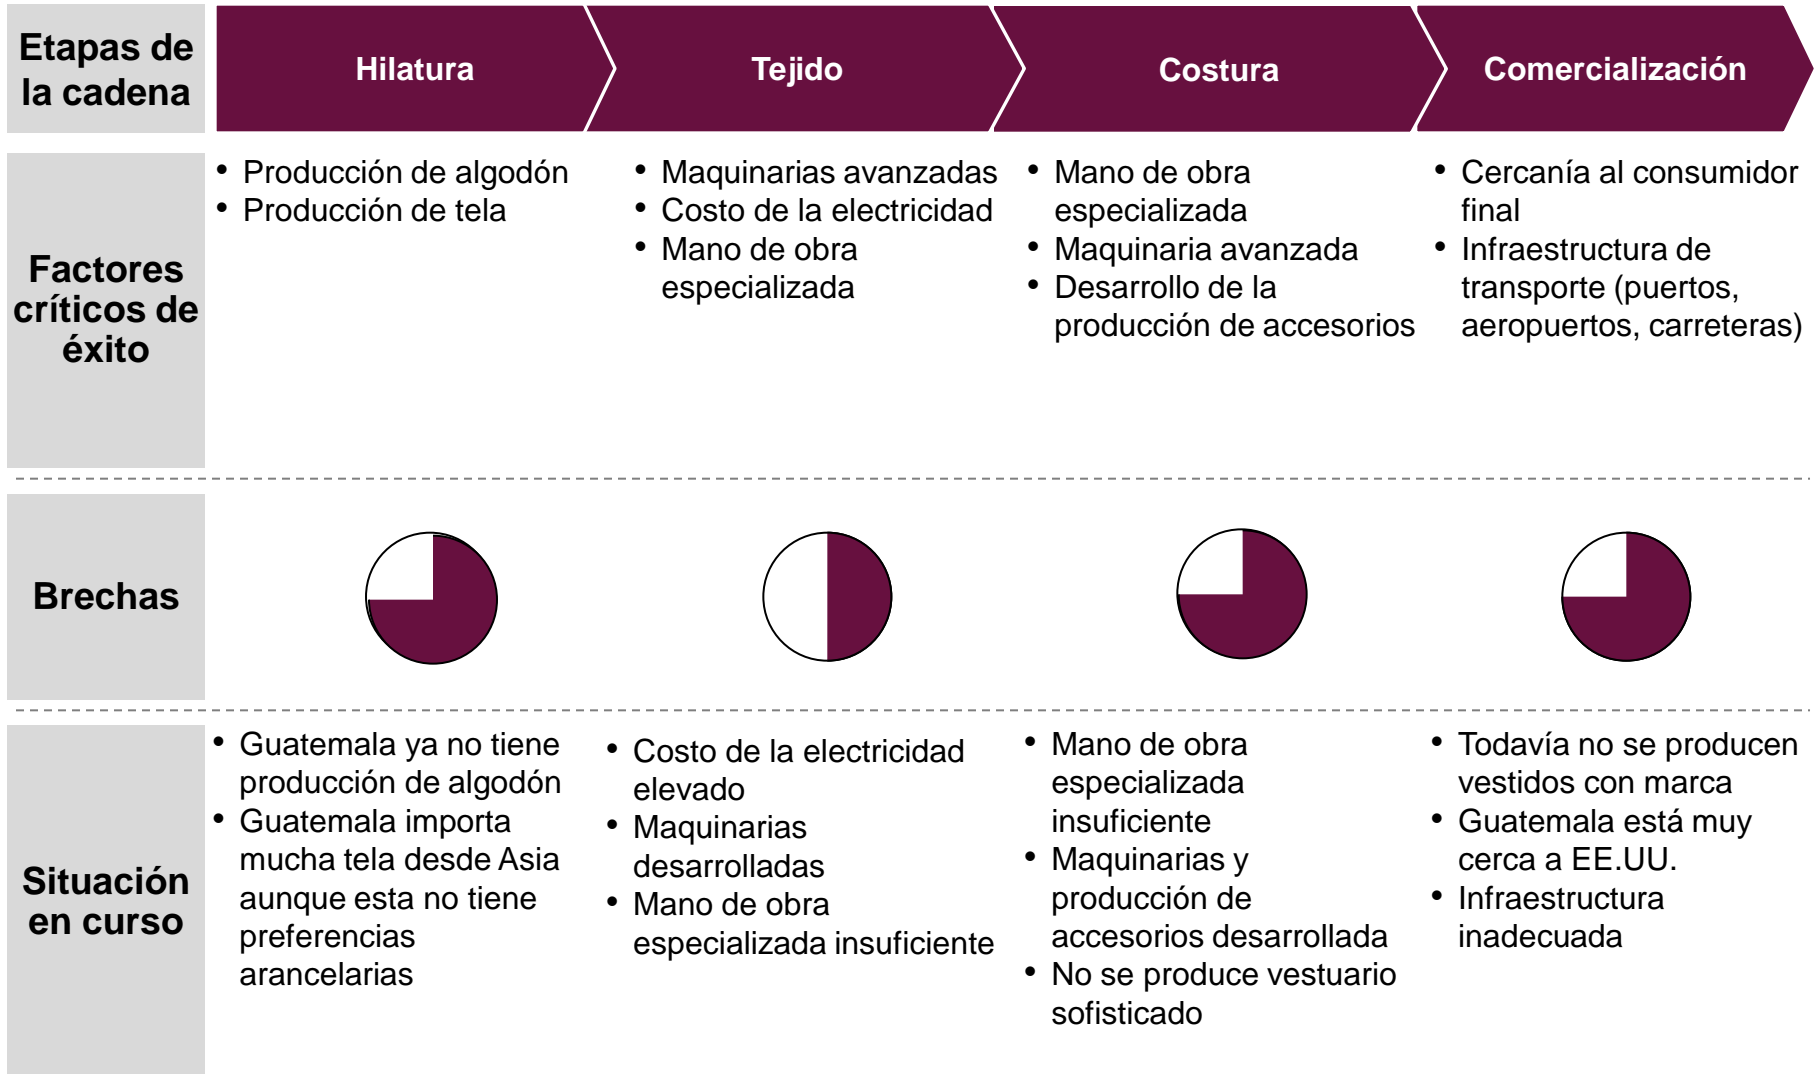 Etapas de
la cadena
Hilatura
Tejido
Costura
Comercialización
Factores
críticos de
éxito
• Producción de algodón
• Producción de tela
• Maquinarias avanzadas
• Costo de la electricidad
• Mano de obra
especializada
• Mano de obra
especializada
• Maquinaria avanzada
• Desarrollo de la
producción de accesorios
• Cercanía al consumidor
final
• Infraestructura de
transporte (puertos,
aeropuertos, carreteras)
Brechas
Situación
en curso
• Guatemala ya no tiene
producción de algodón
• Guatemala importa
mucha tela desde Asia
aunque esta no tiene
preferencias
arancelarias
• Costo de la electricidad
elevado
• Maquinarias
desarrolladas
• Mano de obra
especializada insuficiente
• Mano de obra
especializada
insuficiente
• Maquinarias y
producción de
accesorios desarrollada
• No se produce vestuario
sofisticado
• Todavía no se producen
vestidos con marca
• Guatemala está muy
cerca a EE.UU.
• Infraestructura
inadecuada